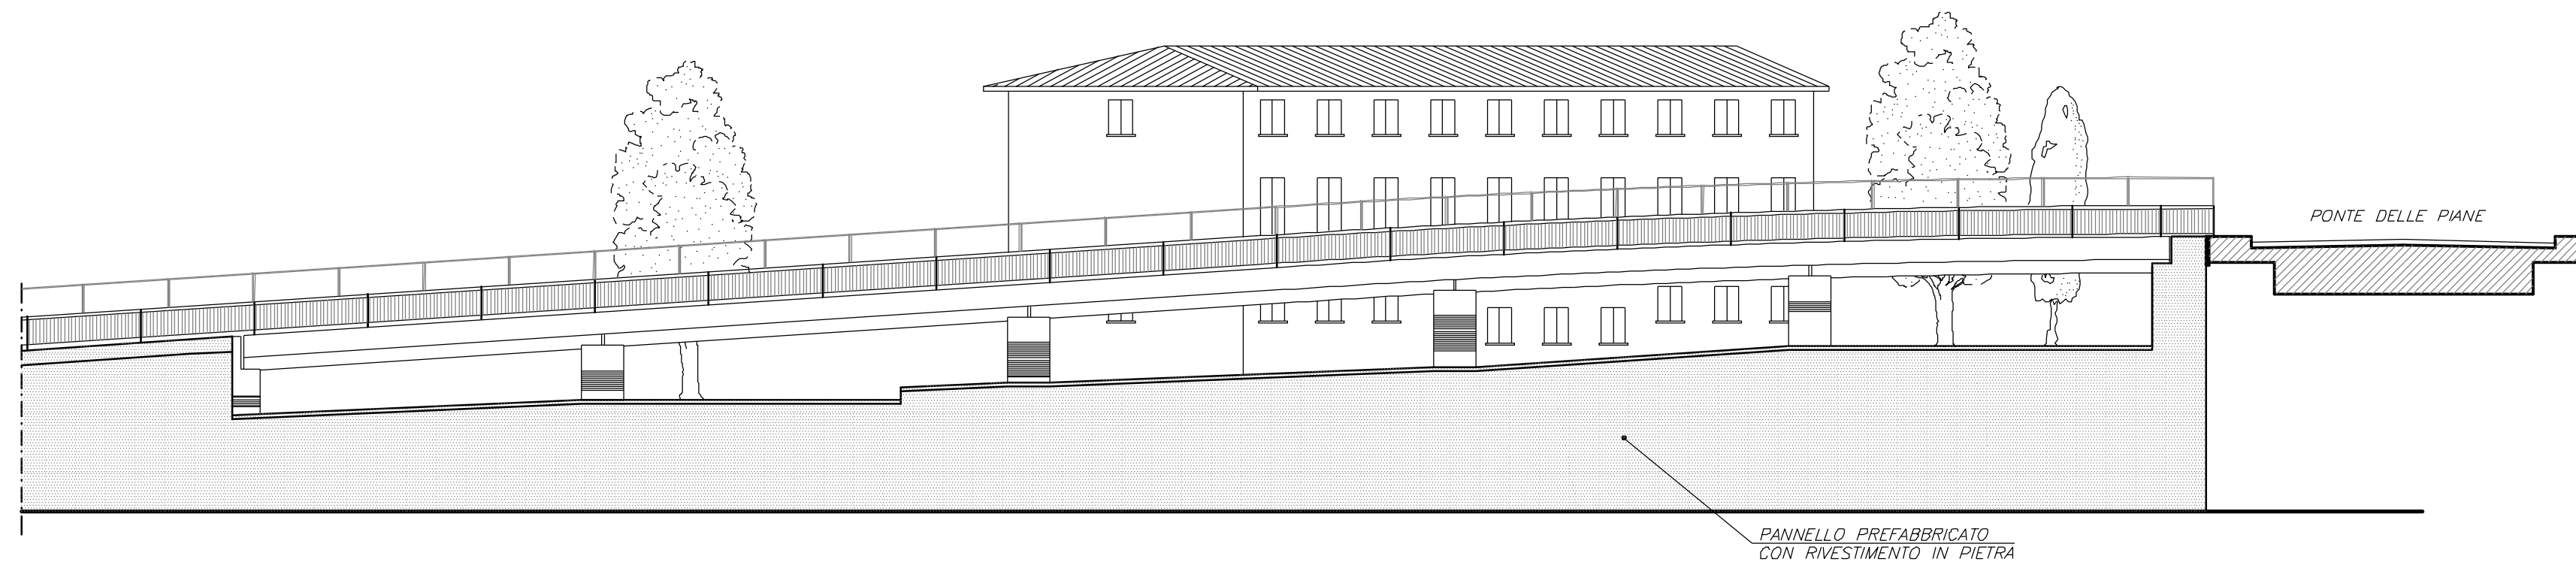 PONTE DELLE PIANE
PANNELLO PREFABBRICATO
CON RIVESTIMENTO IN PIETRA